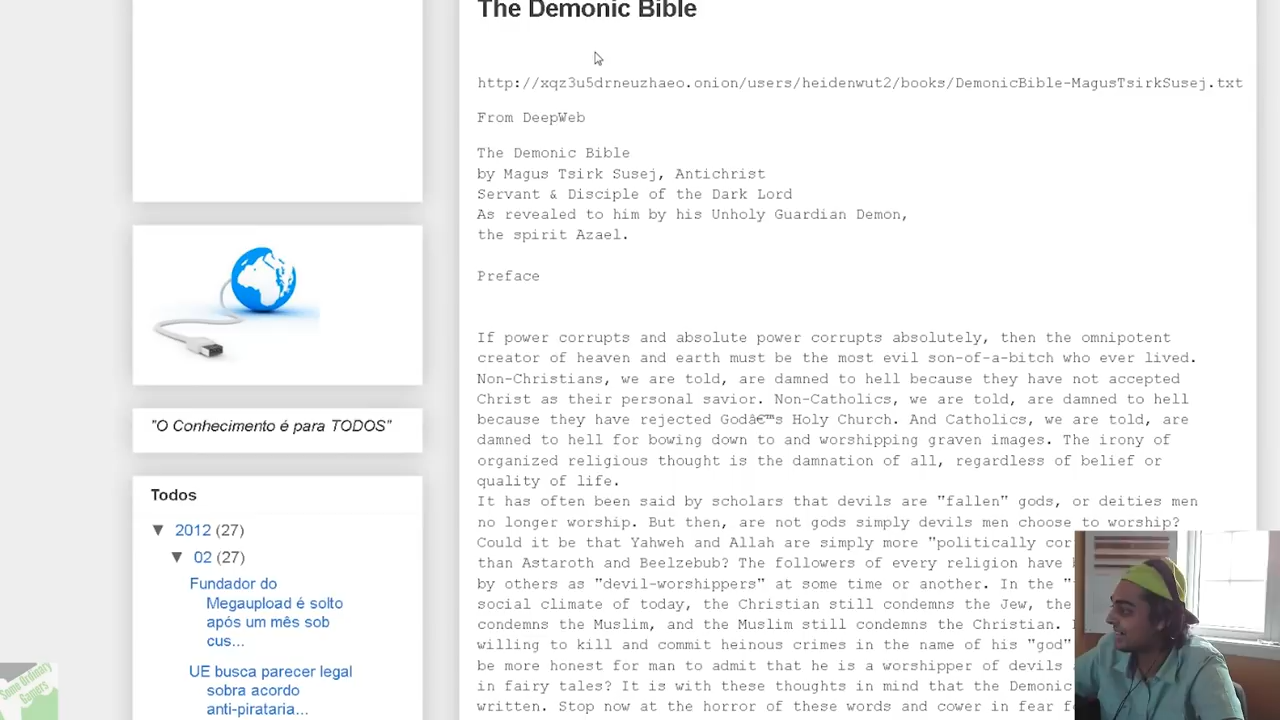 The Demonic Bible
http://xqz3u5drneuzhaeo.onion/users/heidenwut2/books/DemonicBible-MagusTsirkSusej.txt
From DeepWeb
The Demonic Bible
by Magus Tsirk Susej, Antichrist
Servant & Disciple of the Dark Lord
As revealed to him by his Unholy Guardian Demon,
the spirit Azael.
Preface
If power corrupts and absolute power corrupts absolutely, then the omnipotent
creator of heaven and earth must be the most evil son-of-a-bitch who ever lived.
Non-Christians, we are told, are damned to hell because they have not accepted
Christ as their personal savior. Non-Catholics, we are told, are damned to hell
because they have rejected Godâ€™s Holy Church. And Catholics, we are told, are
damned to hell for bowing down to and worshipping graven images. The irony of
organized religious thought is the damnation of all, regardless of belief or
quality of life.
It has often been said by scholars that devils are "fallen" gods, or deities men
no longer worship. But then, are not gods simply devils men choose to worship?
Could it be that Yahweh and Allah are simply more "politically cor
than Astaroth and Beelzebub? The followers of every religion have
by others as "devil-worshippers" at some time or another. In the "
social climate of today, the Christian still condemns the Jew, the
condemns the Muslim, and the Muslim still condemns the Christian.
willing to kill and commit heinous crimes in the name of his "god"
be more honest for man to admit that he is a worshipper of devils
in fairy tales? It is with these thoughts in mind that the Demonic
written. Stop now at the horror of these words and cower in fear
"O Conhecimento é para TODOS"
Todos
▼ 2012 (27)
▼ 02 (27)
Fundador do
Megaupload é solto
após um mês sob
cus...
UE busca parecer legal
sobra acordo
anti-pirataria...
Some Ordinary
Gamers